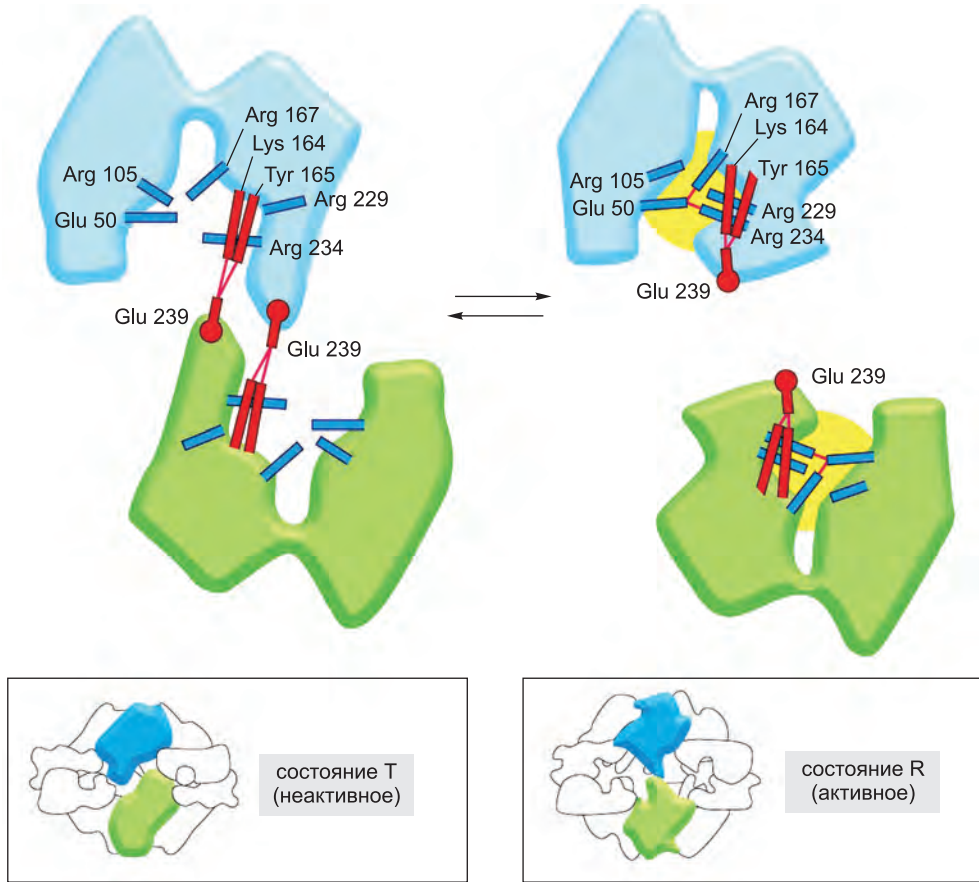 Arg 167
Lys 164
Tyr 165
Arg 105
Arg 229
Glu 50
Arg 234
Glu 239
Glu 239
Arg 167
Lys 164
Tyr 165
Arg 105
Glu 50
Arg 229
Arg 234
Glu 239
Glu 239
состояние T
(неактивное)
состояние R
(активное)